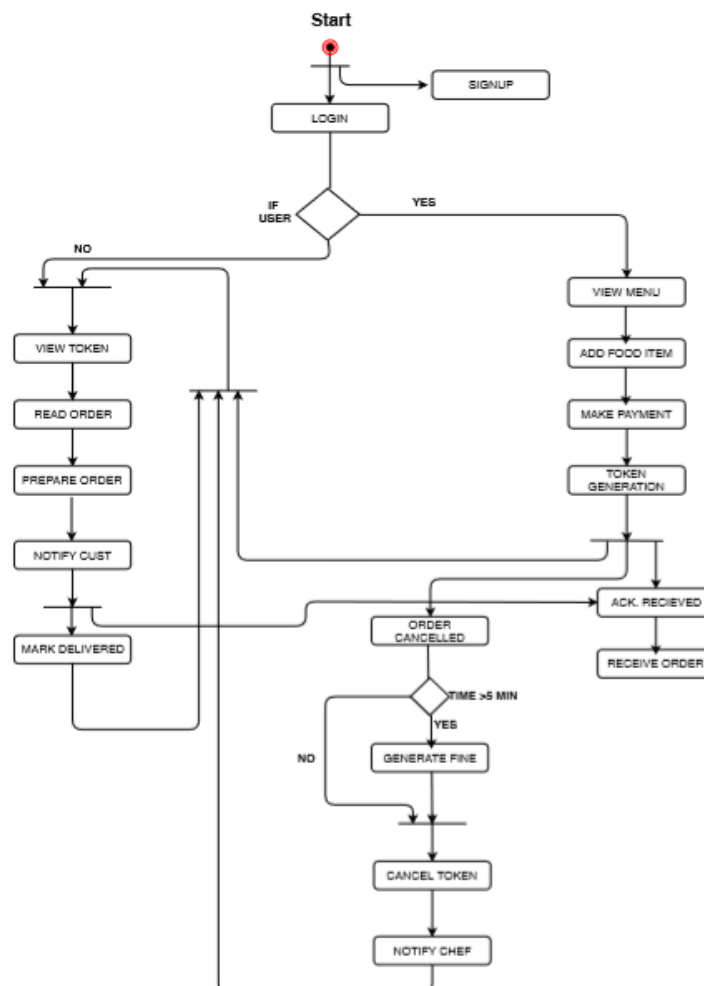 Start
SIGNUP
LOGIN
IF
USER
YES
NO
VIEW MENU
VIEW TOKEN
ADD FOOD ITEM
READ ORDER
MAKE PAYMENT
PREPARE ORDER
TOKEN
GENERATION
NOTIFY CUST
ACK. RECIEVED
ORDER
CANCELLED
MARK DELIVERED
RECEIVE ORDER
TIME >5 MIN
YES
NO
GENERATE FINE
CANCEL TOKEN
NOTIFY CHEF